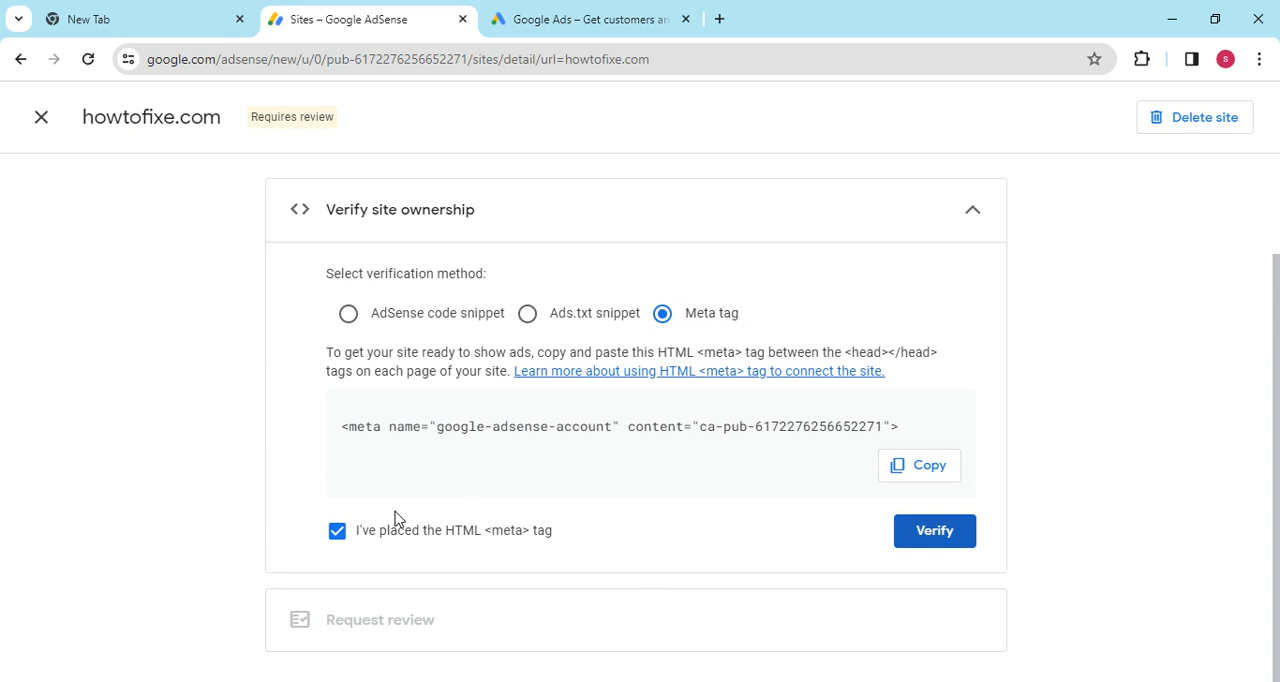 New Tab
Sites – Google AdSense
Google Ads – Get customers an
google.com/adsense/new/u/0/pub-6172276256652271/sites/detail/url=howtofixe.com
s
howtofixe.com
Requires review
Delete site
Verify site ownership
Select verification method:
AdSense code snippet
Ads.txt snippet
Meta tag
To get your site ready to show ads, copy and paste this HTML <meta> tag between the <head></head>
tags on each page of your site. Learn more about using HTML <meta> tag to connect the site.
<meta name="google-adsense-account" content="ca-pub-6172276256652271">
Copy
I've placed the HTML <meta> tag
Verify
Request review